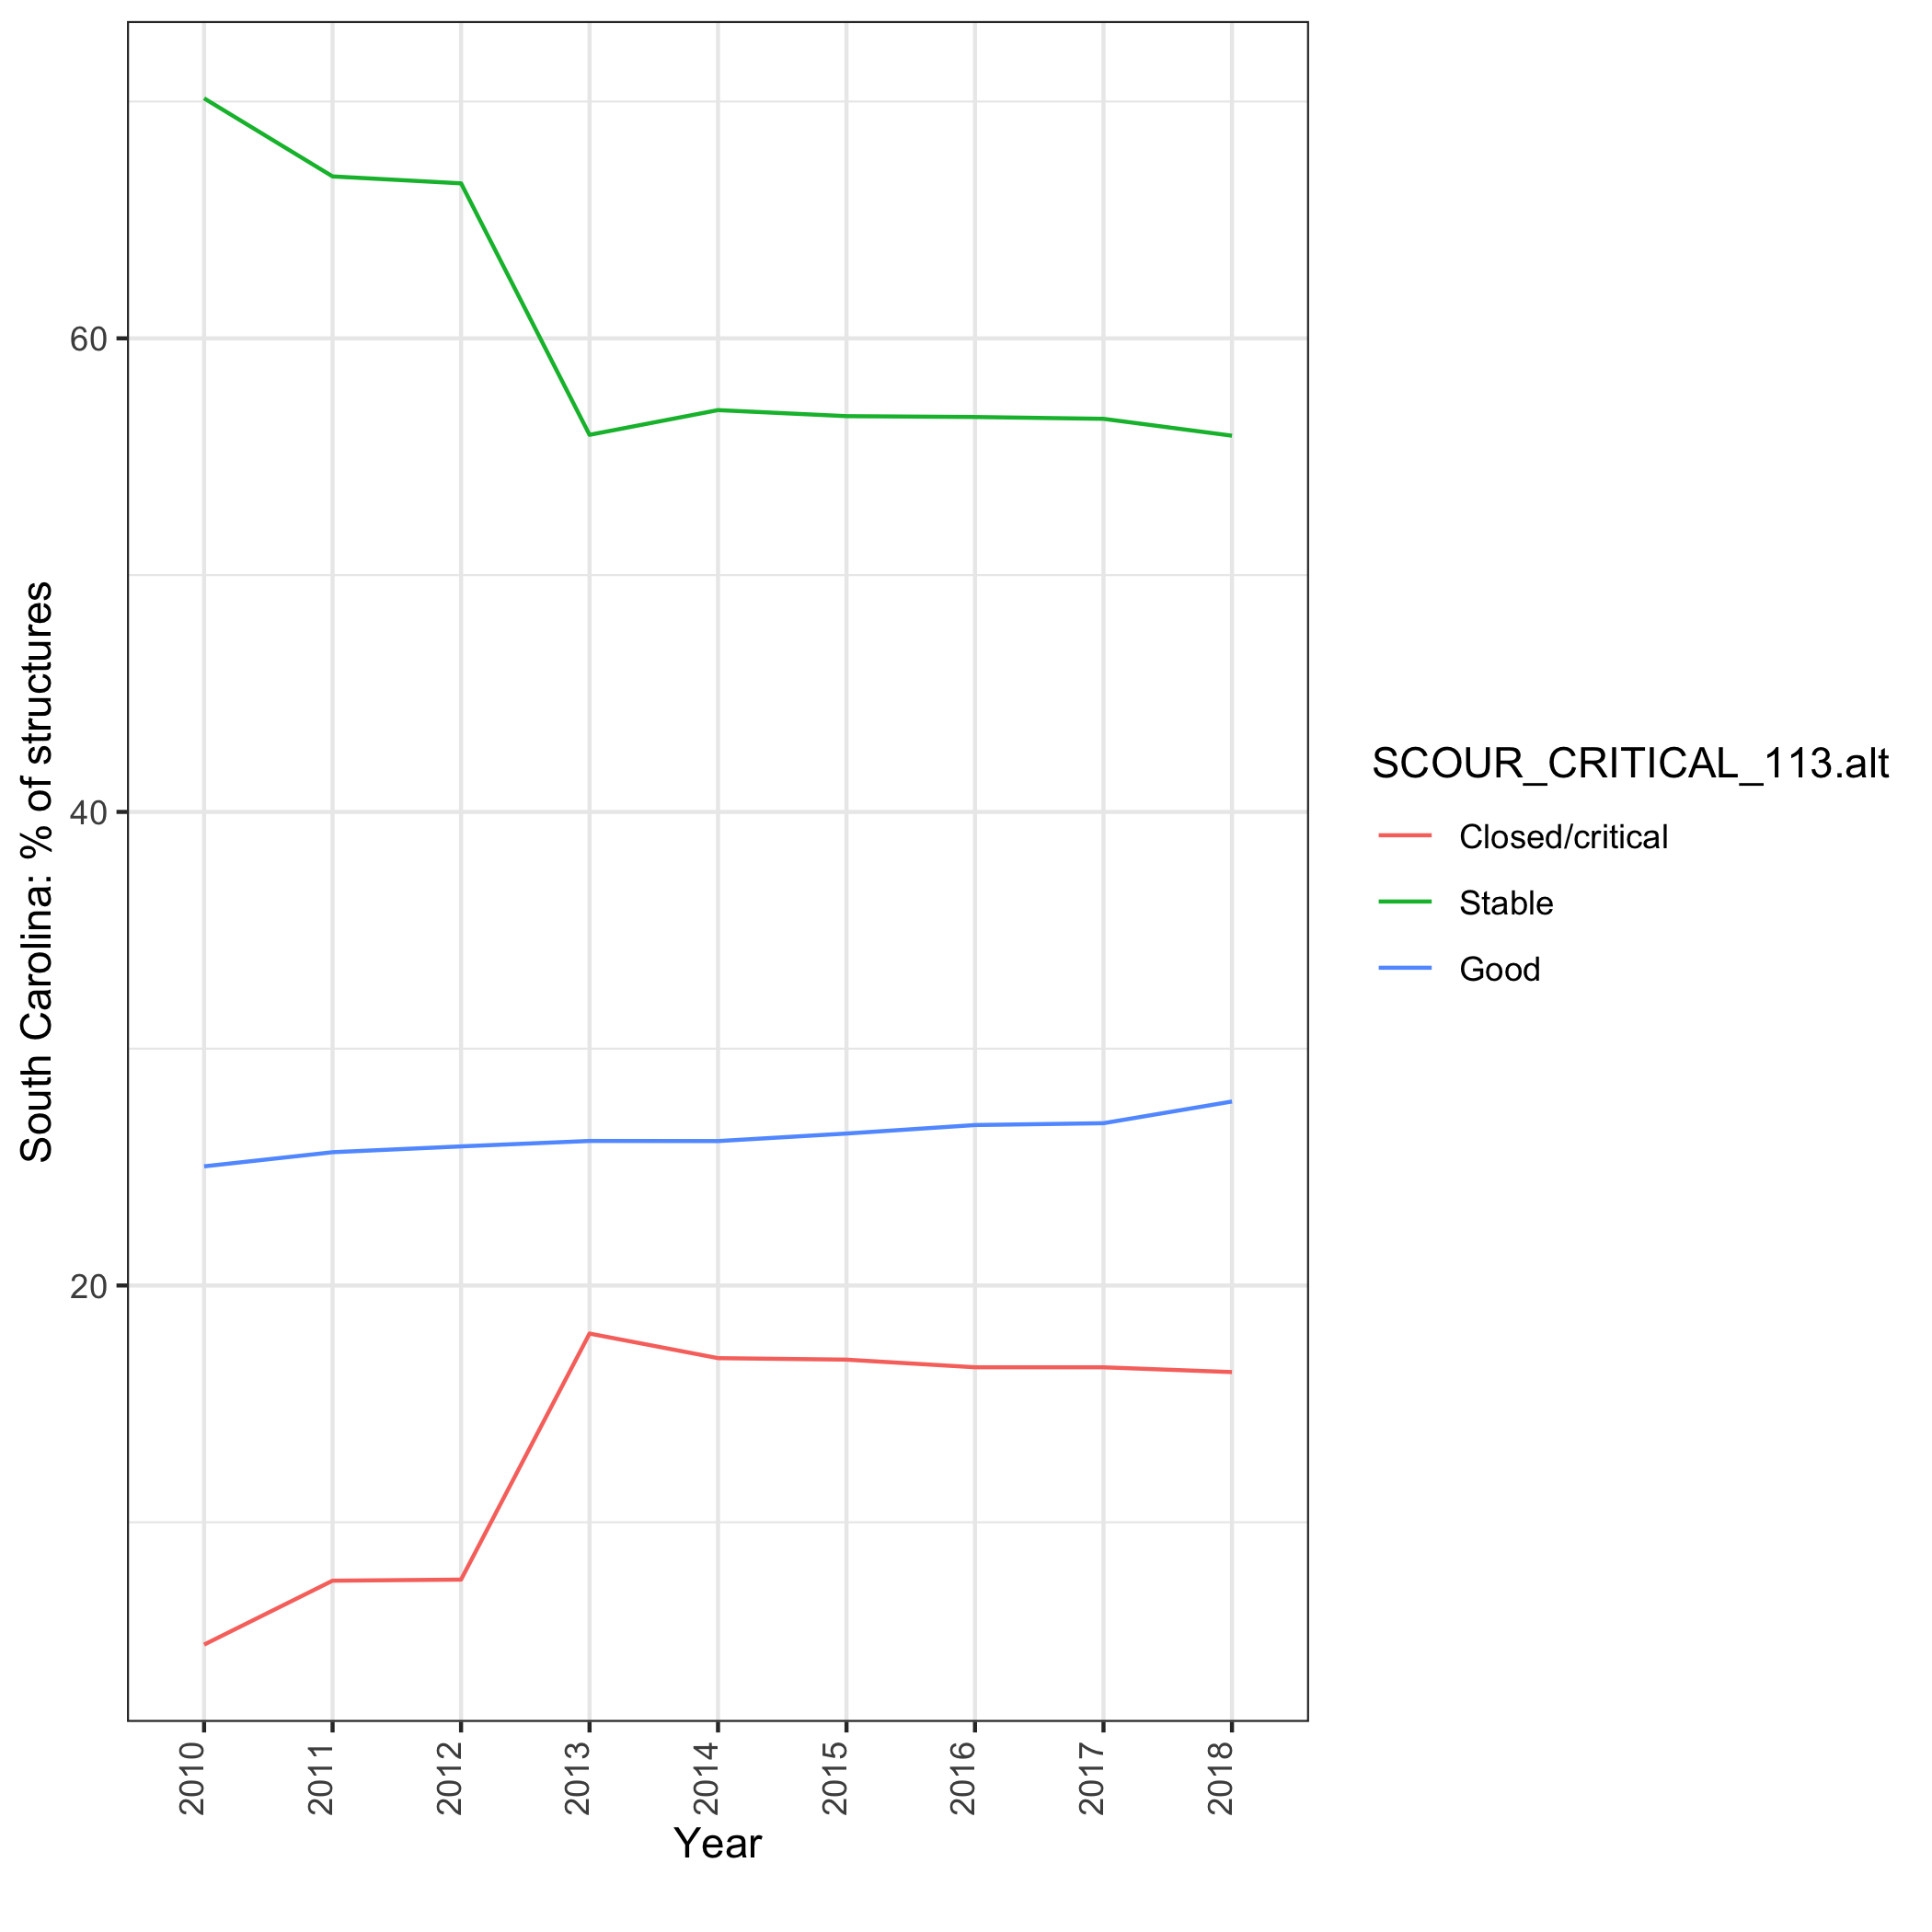 South Carolina: % of structures
60
40
20
2010
2011
2012
2013
2014
2015
2016
2017
2018
Year
SCOUR_CRITICAL_113.alt
Closed/critical
Stable
Good